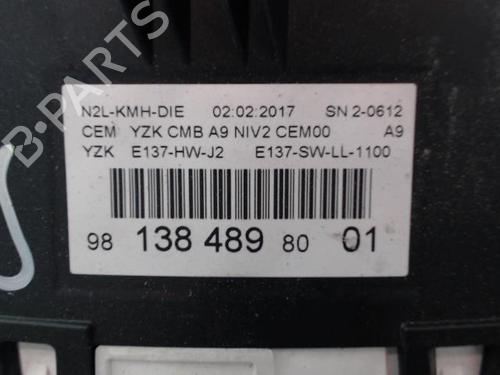 B-PARTS
N2L-KMH-DIE 02:02:2017 SN 2-0612
CEM YZK CMB A9 NIV2 CEM00 A9
YZK E137-HW-J2 E137-SW-LL-1100
98 138 489 80 01